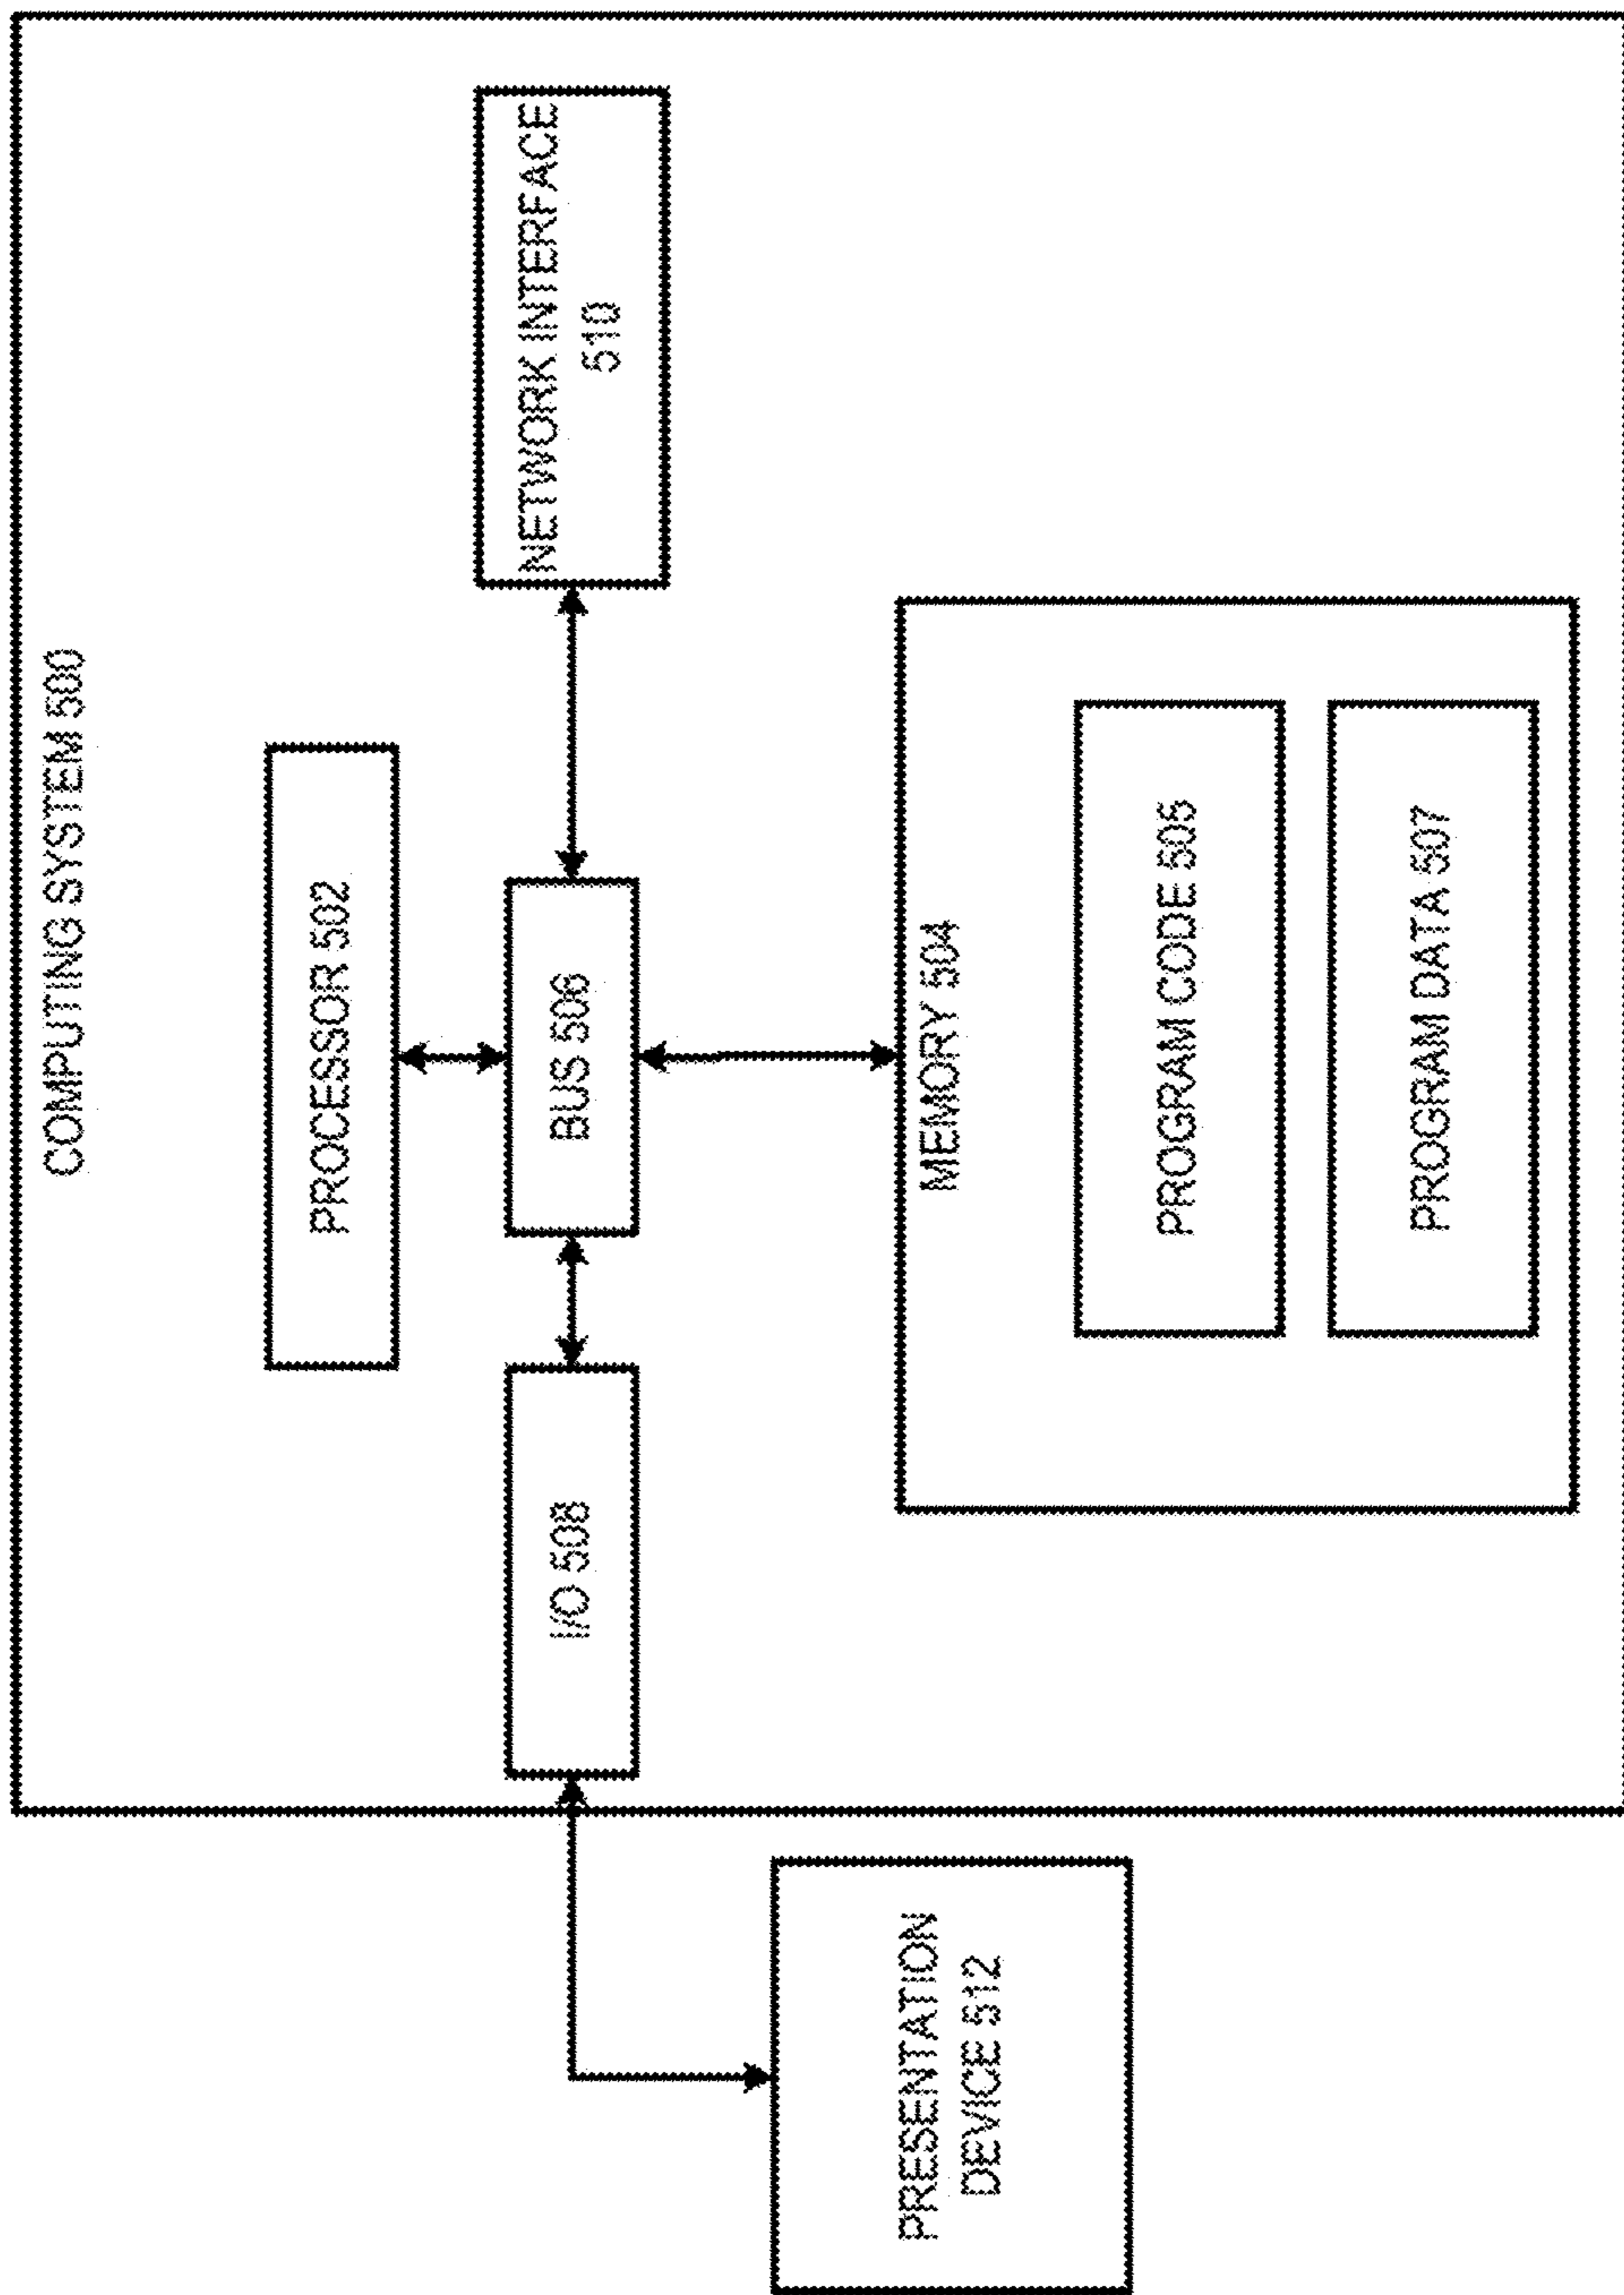 COMPUTING SYSTEM 500
PROCESSOR 502
PRESENTATION
DEVICE 512
I/O 508
BUS 506
NETWORK INTERFACE
510
MEMORY 504
PROGRAM CODE 505
PROGRAM DATA 507